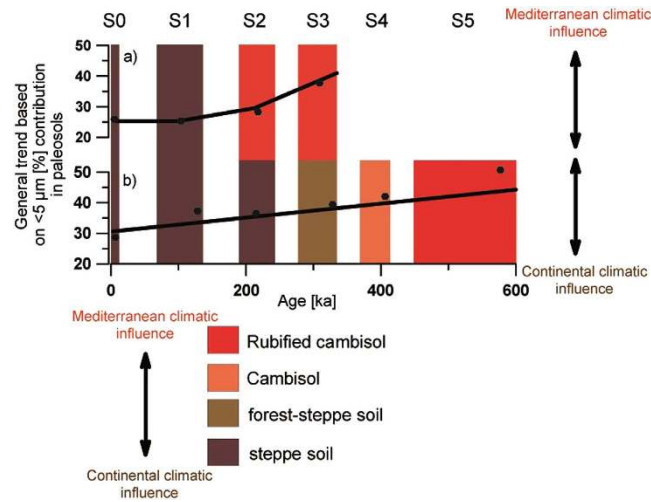 S0 S1 S2 S3 S4 S5
Mediterranean climatic
influence
General trend based
on <5 µm [%] contribution
in paleosols
a)
50
40
30
20
b)
50
40
30
20
0 200 400 600
Age [ka]
Continental climatic
influence
Mediterranean climatic
influence
Continental climatic
influence
Rubified cambisol
Cambisol
forest-steppe soil
steppe soil